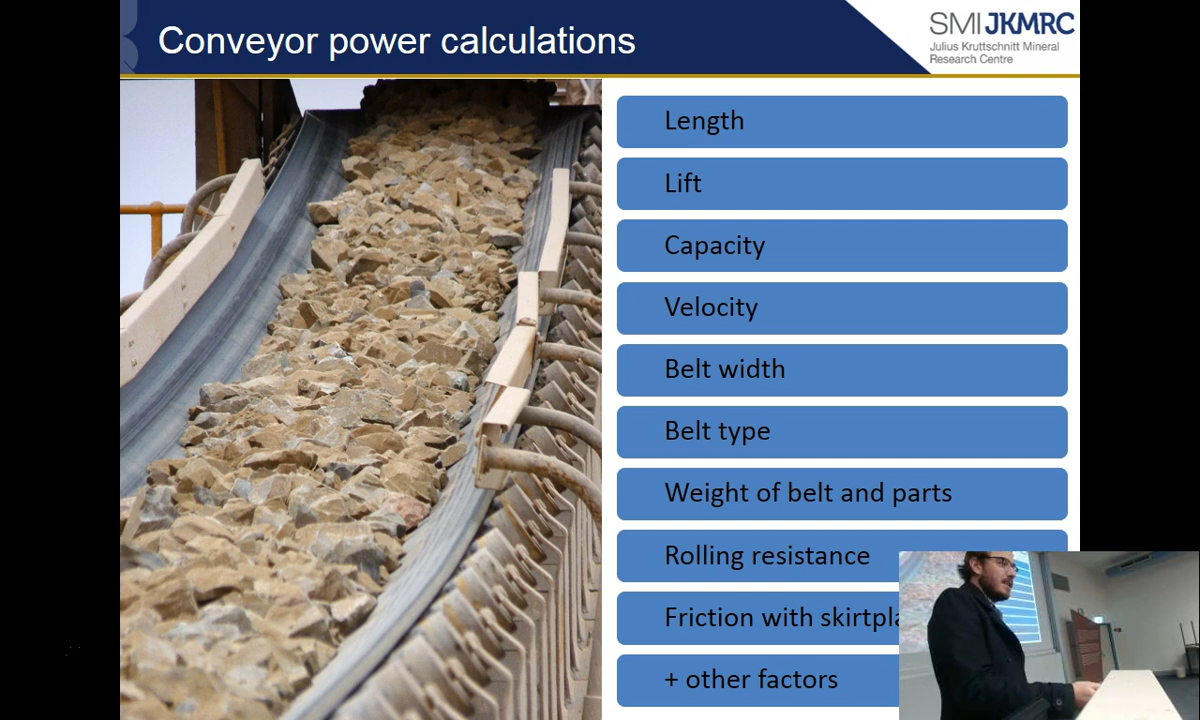 Conveyor power calculations
SMI JKMRC
Julius Kruttschnitt Mineral
Research Centre
Length
Lift
Capacity
Velocity
Belt width
Belt type
Weight of belt and parts
Rolling resistance
Friction with
+ other factors